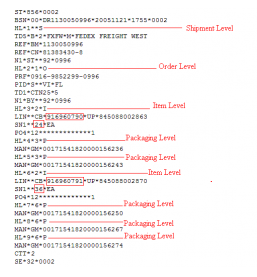 ST*856*0002
BSN*00*DR1130050996*20051121*1755*0002
HL*1**S Shipment Level
TD5*B*2*FXFW*M*FEDEX FREIGHT WEST
REF*BM*1130050996
REF*CN*81383430-8
N1*ST**92*0996
HL*2*1*O Order Level
PRF*0916-9852299-0996
PID*S**VI*FL
TD1*CTN25*5
N1*BY**92*0996
HL*3*2*I Item Level
LIN**CB*916960790*UP*845088002863
SN1**24*EA
PO4*12**************1
HL*4*3*P Packaging Level
MAN*GM*00171541820000156236
HL*5*3*P Packaging Level
MAN*GM*00171541820000156243
HL*6*2*I Item Level
LIN**CB*916960791*UP*845088002870
SN1**36*EA
PO4*12**************1
HL*7*6*P Packaging Level
MAN*GM*00171541820000156250
HL*8*6*P Packaging Level
MAN*GM*00171541820000156267
HL*9*6*P Packaging Level
MAN*GM*00171541820000156274
CTT*2
SE*32*0002